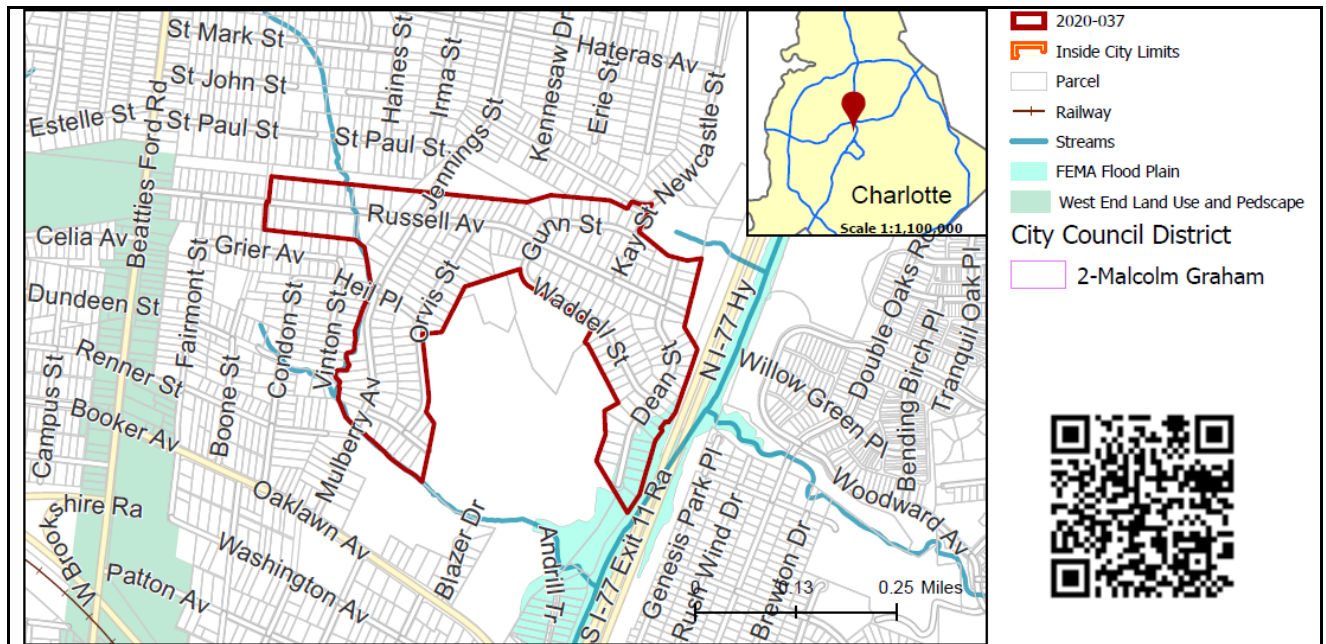 St Mark St
Haines St
Irma St
Kennesaw Dr
Hateras Av
Erie St
St John St
Estelle St
St Paul St
St Paul St
Beatties Ford Rd
Jennings St
Newcastle St
Charlotte
Scale 1:1,100,000
Russell Av
Gunn St
Kay St
Celia Av
Grier Av
Fairmont St
Heil Pl
Orvis St
Waddell St
N I-77 Hy
Double Oaks Rd
Bending Birch Pl
Tranquil Oak Pl
Dundeen St
Condon St
Vinton St
Renner St
Campus St
Boone St
Booker Av
Mulberry Av
Dean St
Willow Green Pl
Woodward Av
hire Ra
W Brooks
Oaklawn Av
Washington Av
Patton Av
Blazer Dr
Andrill Tr
S I-77 Exit 11 Ra
Genesis Park Pl
Rush Wind Dr
Brewton Dr
0 0.13 0.25 Miles
2020-037
Inside City Limits
Parcel
Railway
Streams
FEMA Flood Plain
West End Land Use and Pedscape
City Council District
2-Malcolm Graham